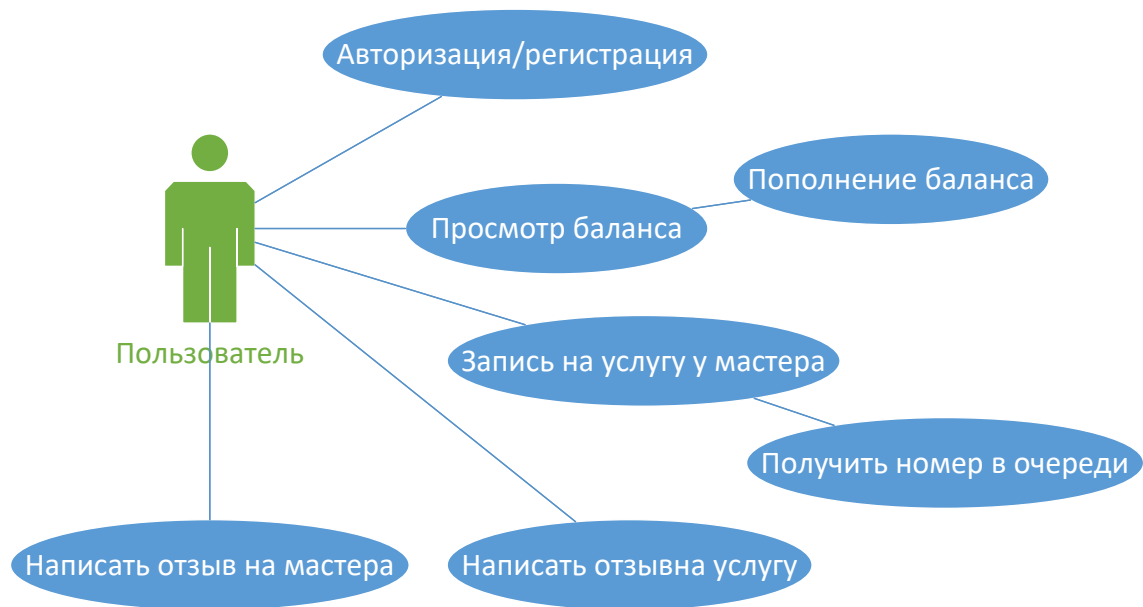 Авторизация/регистрация
Пополнение баланса
Просмотр баланса
Пользователь
Запись на услугу у мастера
Получить номер в очереди
Написать отзыв на мастера
Написать отзывна услугу